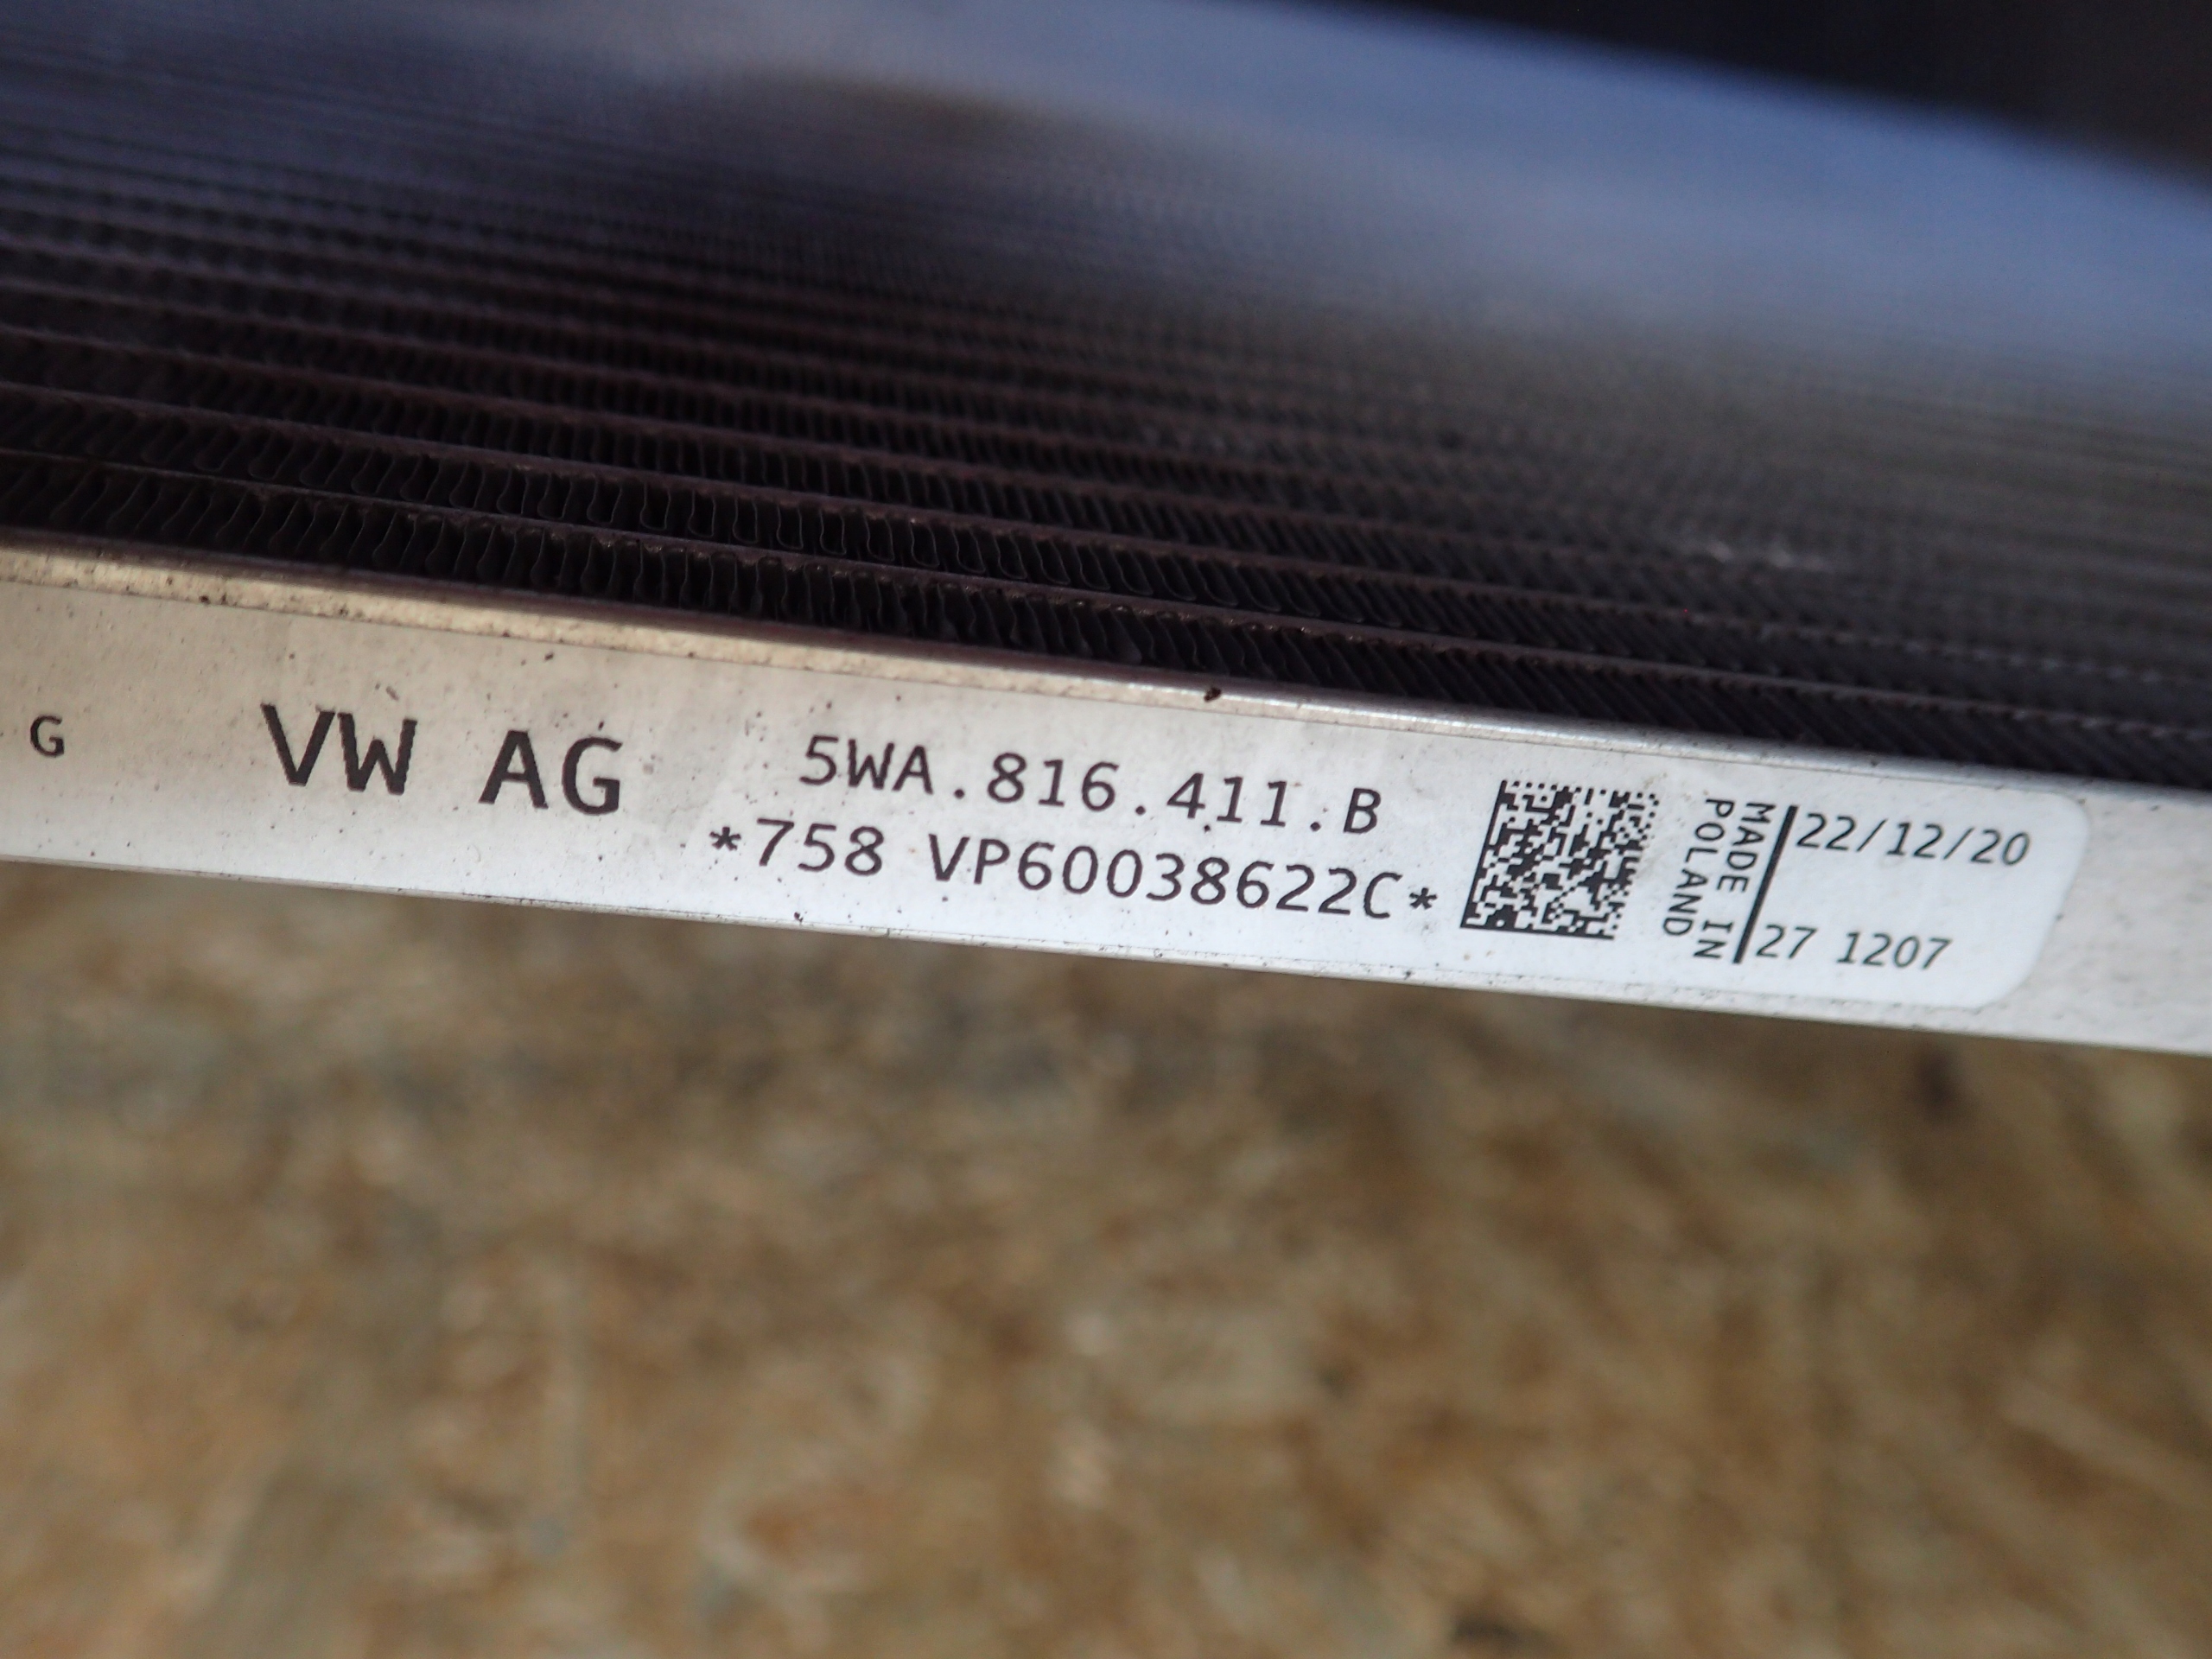 G
VW AG
5WA.816.411.B
*758 VP60038622C*
MADE IN
POLAND
22/12/20
27 1207